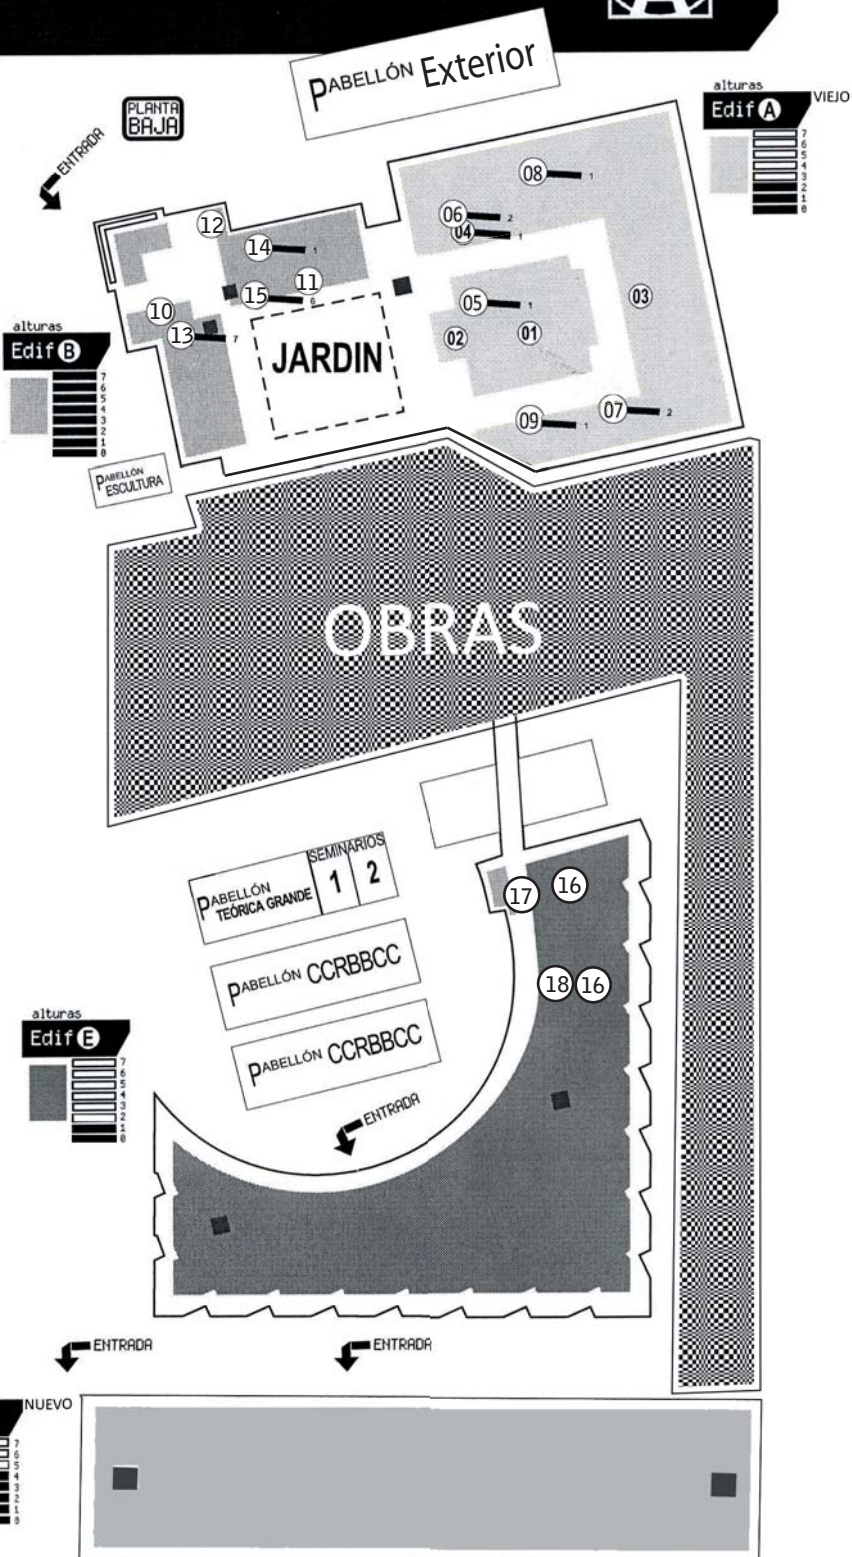 PABELLÓN Exterior
alturas
Edif A VIEJO
7
6
5
4
3
2
1
0
PLANTA
BAJA
ENTRADA
08
1
06
2
04
1
12
14
1
11
15
6
03
05
1
01
02
10
13
7
JARDIN
alturas
Edif B
7
6
5
4
3
2
1
0
07
2
09
1
PABELLÓN
ESCULTURA
OBRAS
SEMINARIOS
PABELLÓN
TEÓRICA GRANDE
1
2
17
16
PABELLÓN CCRBBCC
18
16
PABELLÓN CCRBBCC
alturas
Edif E
7
6
5
4
3
2
1
0
ENTRADA
ENTRADA
ENTRADA
NUEVO
7
6
5
4
3
2
1
0